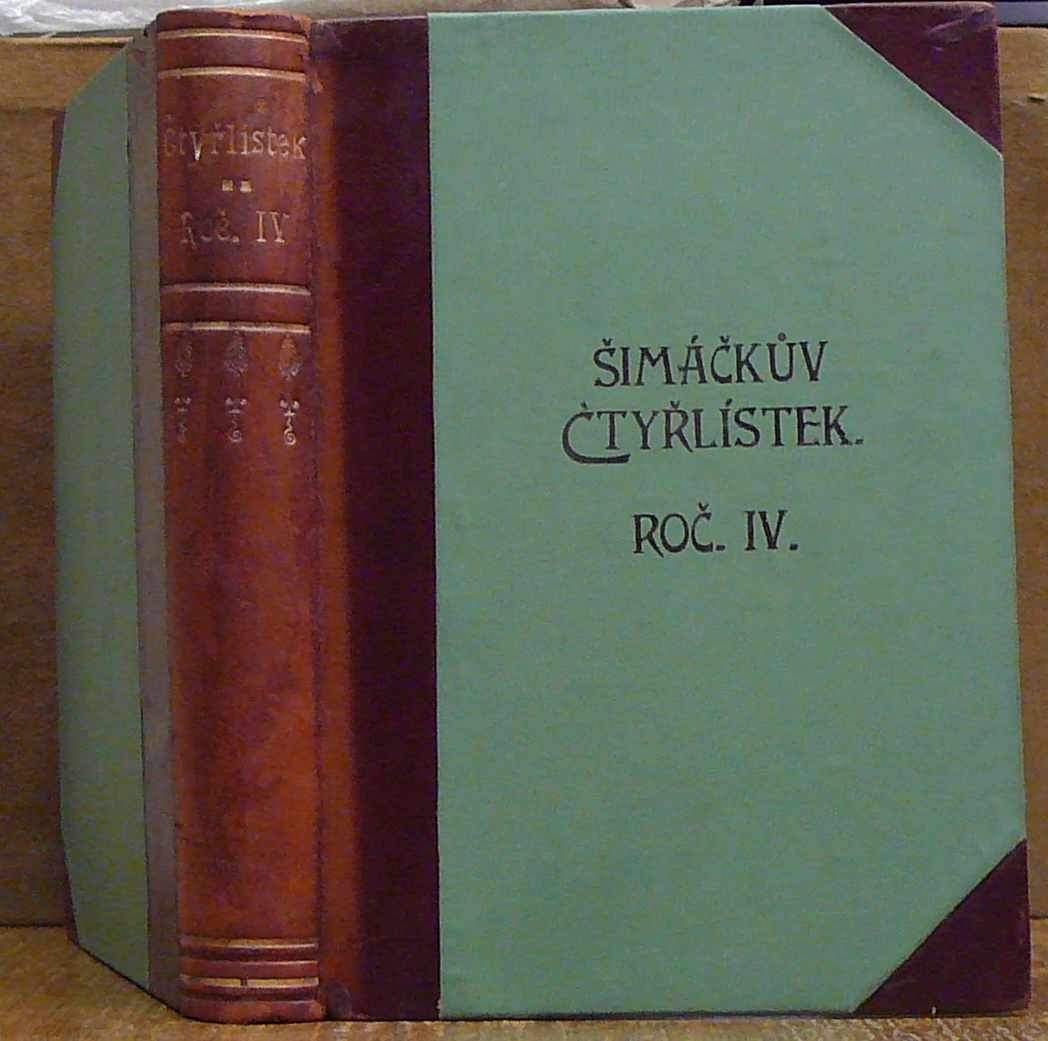 Čtyřlístek
Roč. IV
ŠIMÁČKŮV
ČTYŘLÍSTEK.
ROČ. IV.